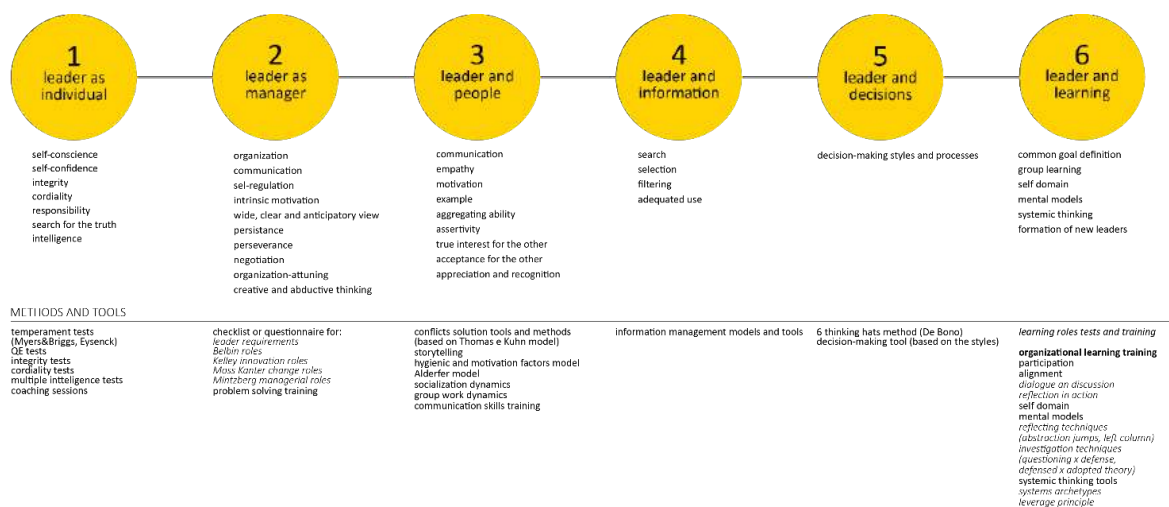 1
leader as
individual
self-conscience
self-confidence
integrity
cordiality
responsibility
search for the truth
intelligence
2
leader as
manager
organization
communication
sel-regulation
intrinsic motivation
wide, clear and anticipatory view
persistance
perseverance
negotiation
organization-attuning
creative and abductive thinking
3
leader and
people
communication
empathy
motivation
example
aggregating ability
assertivity
true interest for the other
acceptance for the other
appreciation and recognition
4
leader and
information
search
selection
filtering
adequated use
5
leader and
decisions
decision-making styles and processes
6
leader and
learning
common goal definition
group learning
self domain
mental models
systemic thinking
formation of new leaders
METHODS AND TOOLS
temperament tests
(Myers&Briggs, Eysenck)
QE tests
integrity tests
cordiality tests
multiple intteligence tests
coaching sessions
checklist or questionnaire for:
leader requirements
Belbin roles
Kelley innovation roles
Moss Kanter change roles
Mintzberg managerial roles
problem solving training
conflicts solution tools and methods
(based on Thomas e Kuhn model)
storytelling
hygienic and motivation factors model
Alderfer model
socialization dynamics
group work dynamics
communication skills training
information management models and tools
6 thinking hats method (De Bono)
decision-making tool (based on the styles)
learning roles tests and training
organizational learning training
participation
alignment
dialogue an discussion
reflection in action
self domain
mental models
reflecting techniques
(abstraction jumps, left column)
investigation techniques
(questioning x defense,
defensed x adopted theory)
systemic thinking tools
systems archetypes
leverage principle